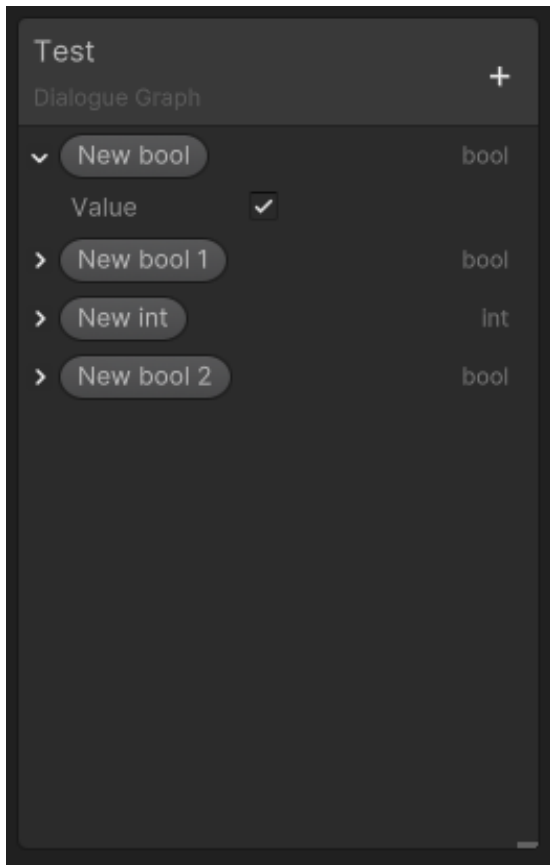 Test
Dialogue Graph
New bool bool
Value
New bool 1 bool
New int int
New bool 2 bool